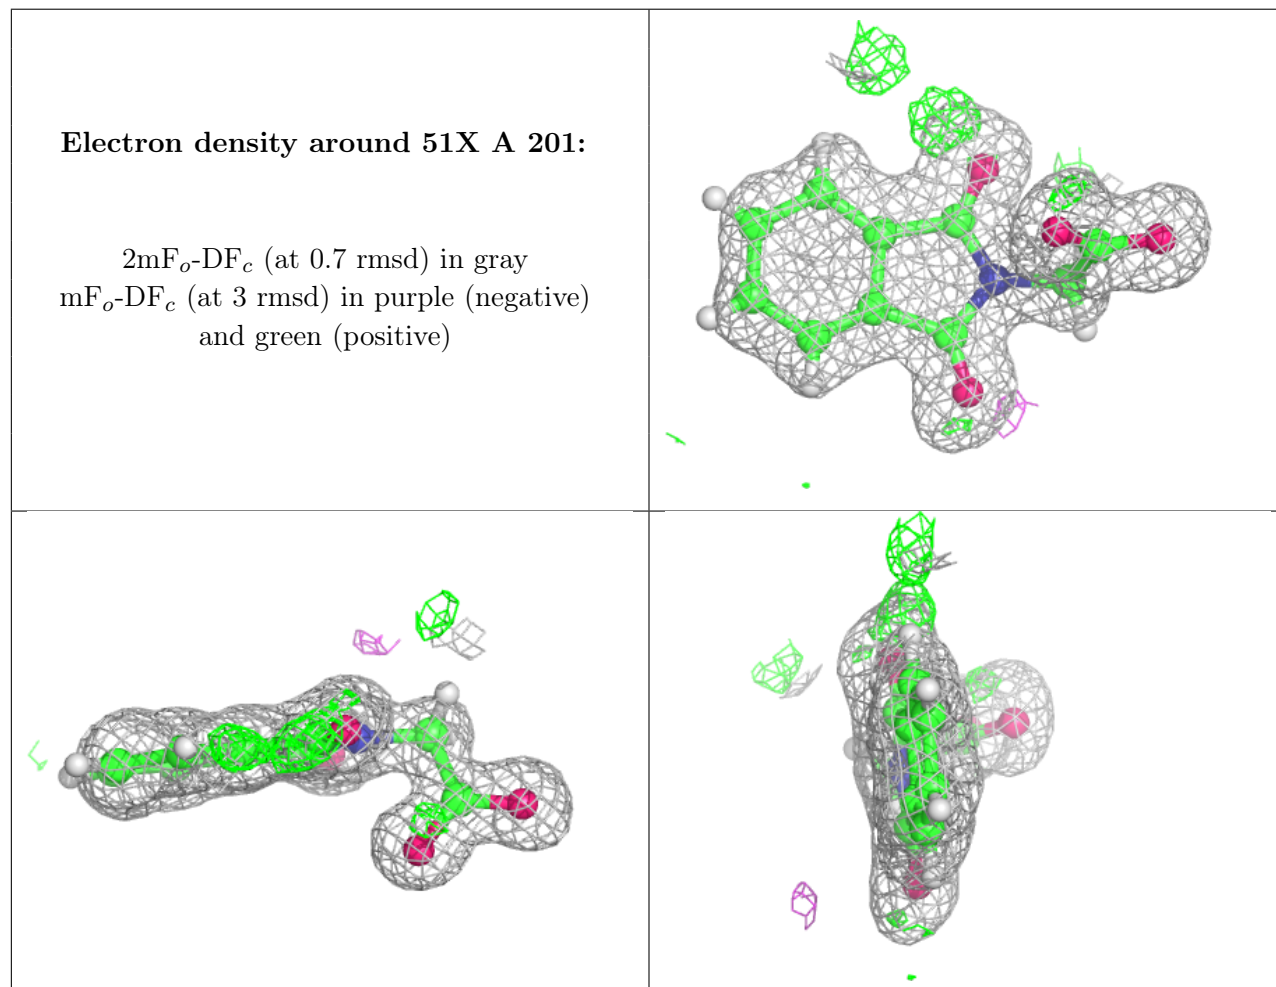 Electron density around 51X A 201:
2mFo-DFc (at 0.7 rmsd) in gray
mFo-DFc (at 3 rmsd) in purple (negative)
and green (positive)